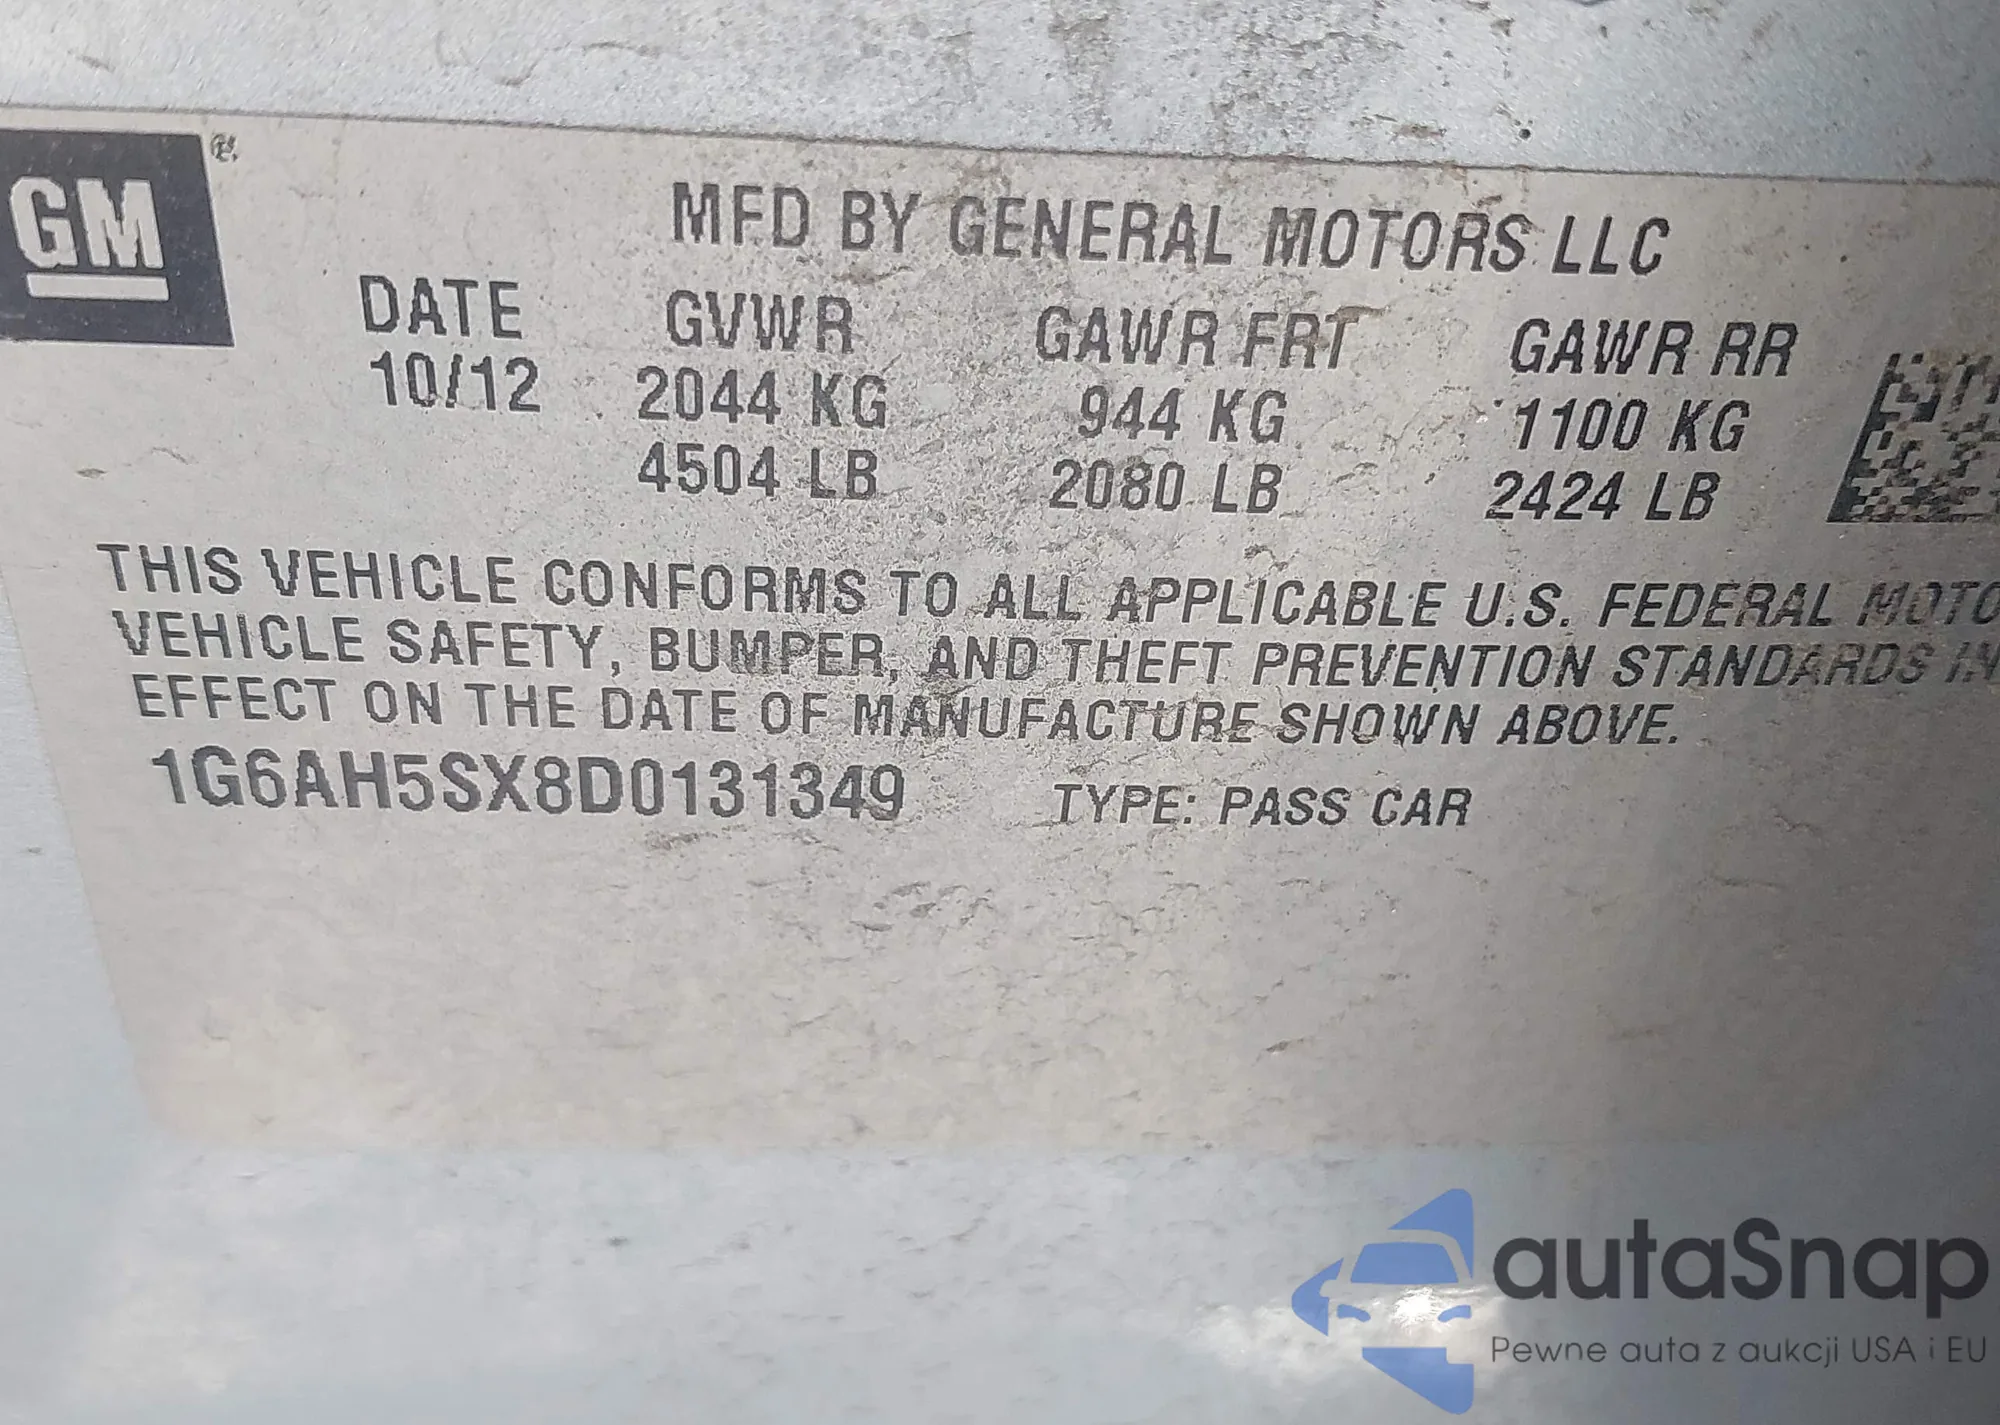 GM
MFD BY GENERAL MOTORS LLC
DATE GVWR GAWR FRT GAWR RR
10/12 2044 KG 944 KG 1100 KG
4504 LB 2080 LB 2424 LB
THIS VEHICLE CONFORMS TO ALL APPLICABLE U.S. FEDERAL MOTO
VEHICLE SAFETY, BUMPER, AND THEFT PREVENTION STANDARDS IN
EFFECT ON THE DATE OF MANUFACTURE SHOWN ABOVE.
1G6AH5SX8D0131349 TYPE: PASS CAR
autaSnap
Pewne auta z aukcji USA i EU